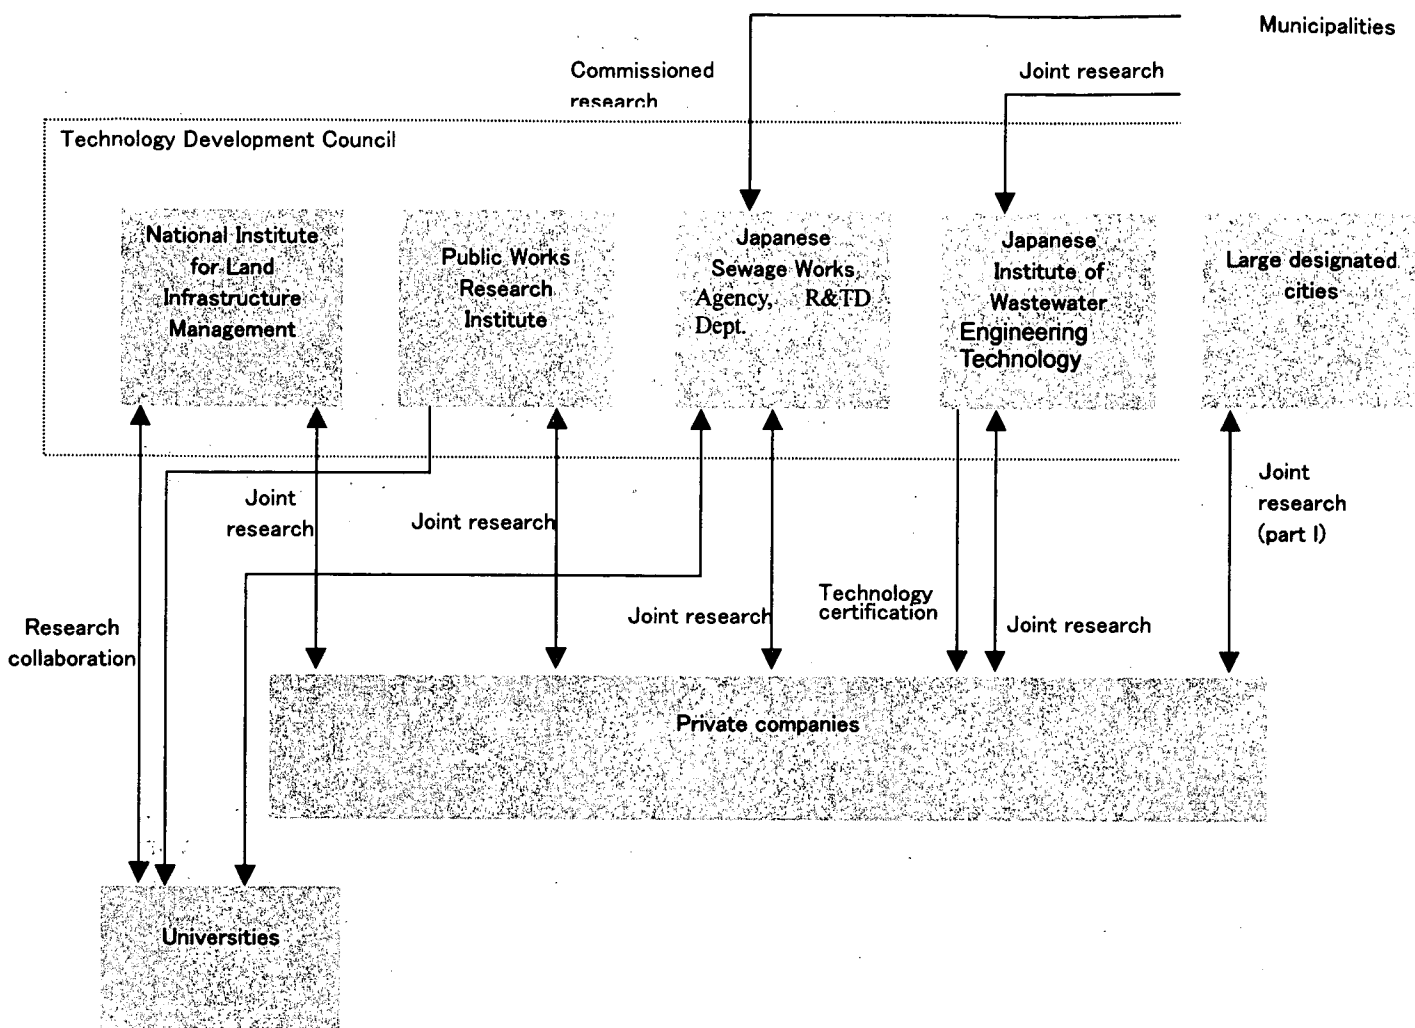 Municipalities
Commissioned
research
Joint research
Technology Development Council
National Institute
for Land
Infrastructure
Management
Public Works
Research
Institute
Japanese
Sewage Works
Agency, R&TD
Dept.
Japanese
Institute of
Wastewater
Engineering
Technology
Large designated
cities
Joint
research
Joint research
Joint
research
(part I)
Technology
certification
Joint research
Joint research
Research
collaboration
Private companies
Universities